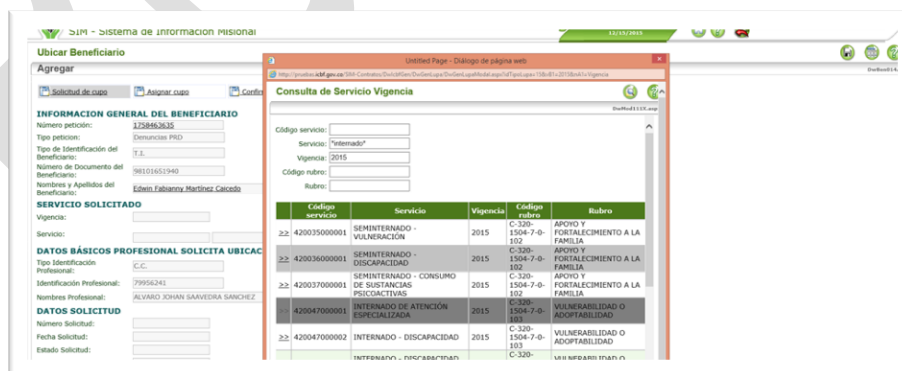 SIM - Sistema de Información Misional
12/15/2015
Ubicar Beneficiario
Agregar
Solicitud de cupo
Asignar cupo
INFORMACION GENERAL DEL BENEFICIARIO
Número petición: 1758463635
Tipo peticion: Denuncias PRD
Tipo de Identificación del Beneficiario: T.I.
Número de Documento del Beneficiario: 98101651940
Nombres y Apellidos del Beneficiario: Edwin Fabianny Martínez Caicedo
SERVICIO SOLICITADO
Vigencia:
Servicio:
DATOS BÁSICOS PROFESIONAL SOLICITA UBICAC
Tipo Identificación Profesional: C.C.
Identificación Profesional: 79956241
Nombres Profesional: ALVARO JOHAN SAAVEDRA SANCHEZ
DATOS SOLICITUD
Número Solicitud:
Fecha Solicitud:
Estado Solicitud:
Untitled Page - Diálogo de página web
Consulta de Servicio Vigencia
Código servicio:
Servicio: *internado*
Vigencia: 2015
Código rubro:
Rubro:
Código servicio Servicio Vigencia Código rubro Rubro
>> 420035000001 SEMINTERNADO - VULNERACIÓN 2015 C-320-1504-7-0-102 APOYO Y FORTALECIMIENTO A LA FAMILIA
>> 420036000001 SEMINTERNADO - DISCAPACIDAD 2015 C-320-1504-7-0-102 APOYO Y FORTALECIMIENTO A LA FAMILIA
>> 420037000001 SEMINTERNADO - CONSUMO DE SUSTANCIAS PSICOACTIVAS 2015 C-320-1504-7-0-102 APOYO Y FORTALECIMIENTO A LA FAMILIA
>> 420047000001 INTERNADO DE ATENCIÓN ESPECIALIZADA 2015 C-320-1504-7-0-103 VULNERABILIDAD O ADOPTABILIDAD
>> 420047000002 INTERNADO - DISCAPACIDAD 2015 C-320-1504-7-0-103 VULNERABILIDAD O ADOPTABILIDAD
INTERNADO - DISCAPACIDAD C-320- VULNERABILIDAD O